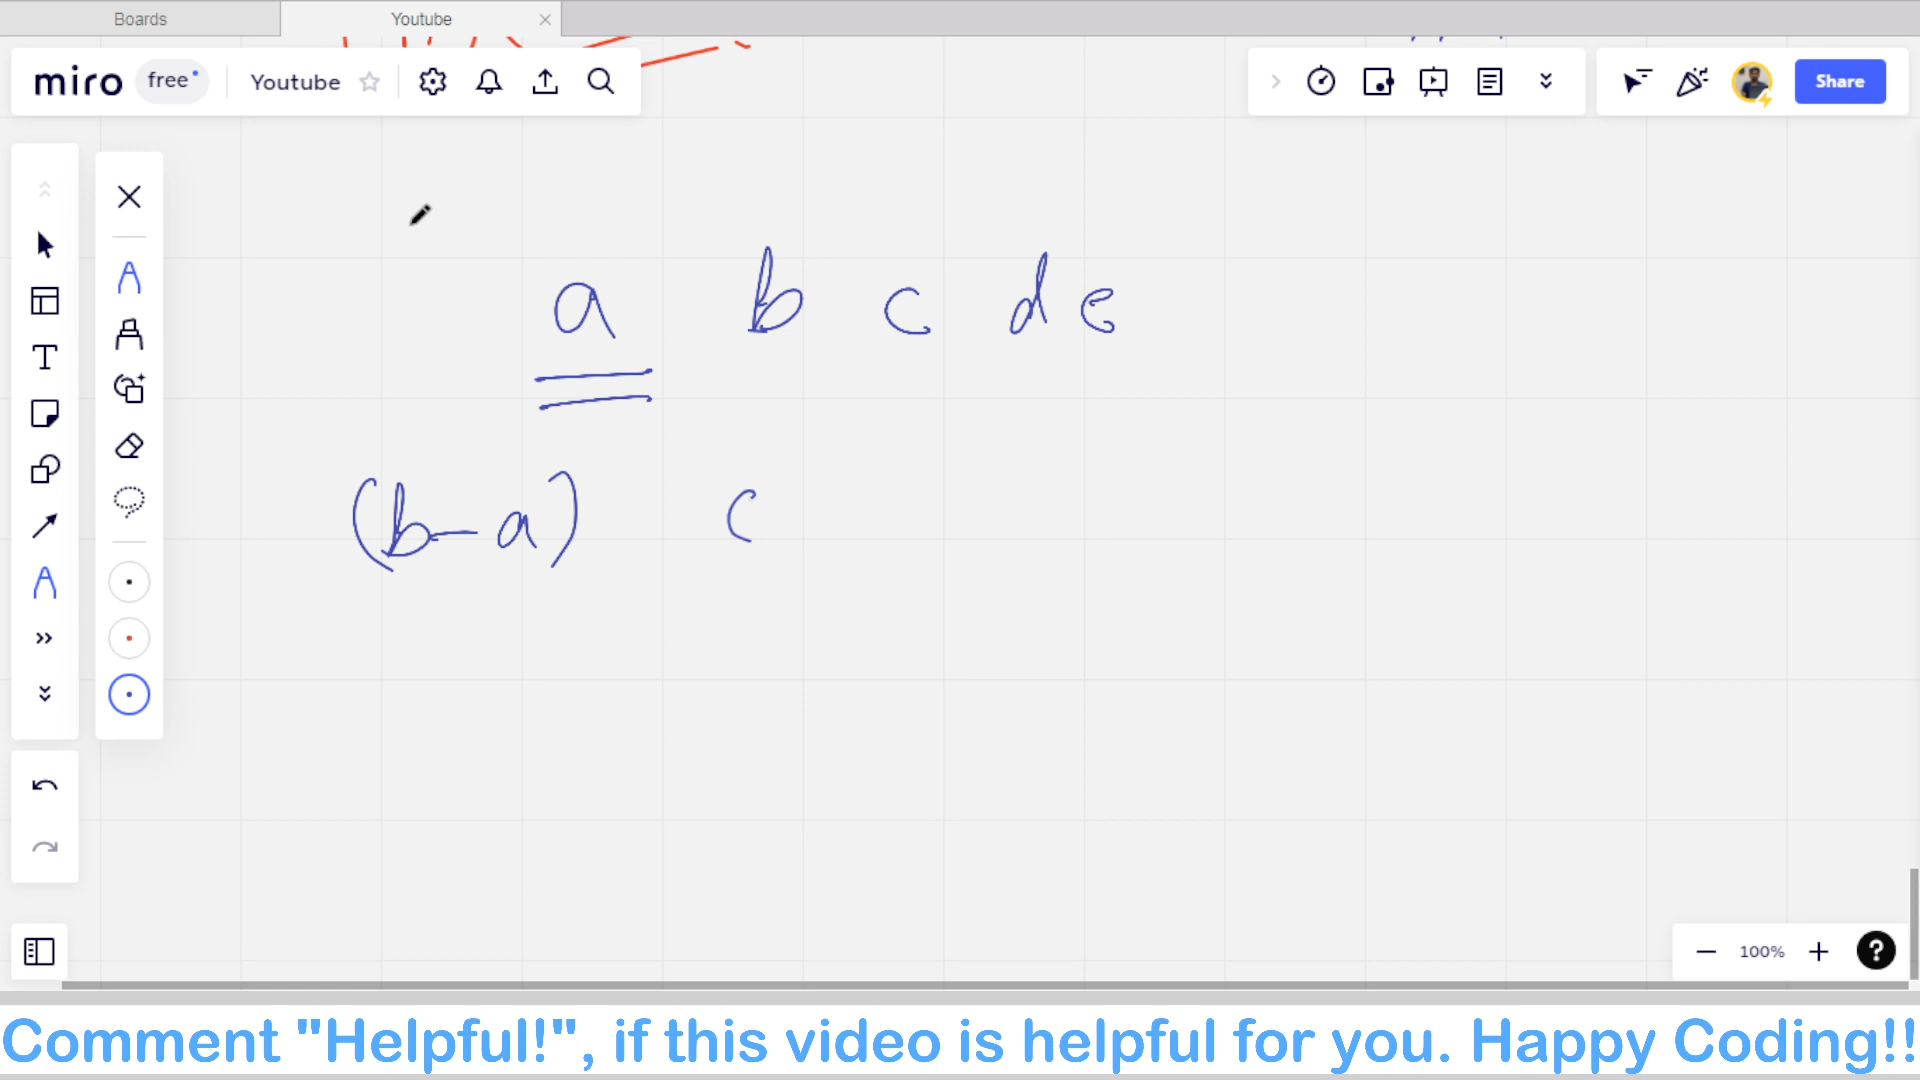 Boards
Youtube
miro free Youtube
Share
a b c d e
(b-a) c
100%
Comment "Helpful!", if this video is helpful for you. Happy Coding!!